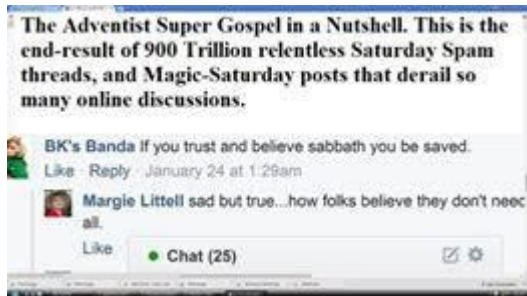 The Adventist Super Gospel in a Nutshell. This is the
end-result of 900 Trillion relentless Saturday Spam
threads, and Magic-Saturday posts that derail so
many online discussions.
BK's Banda If you trust and believe sabbath you be saved.
Like · Reply · January 24 at 1:29am
Margie Littell sad but true...how folks believe they don't need
all.
Like
Chat (25)